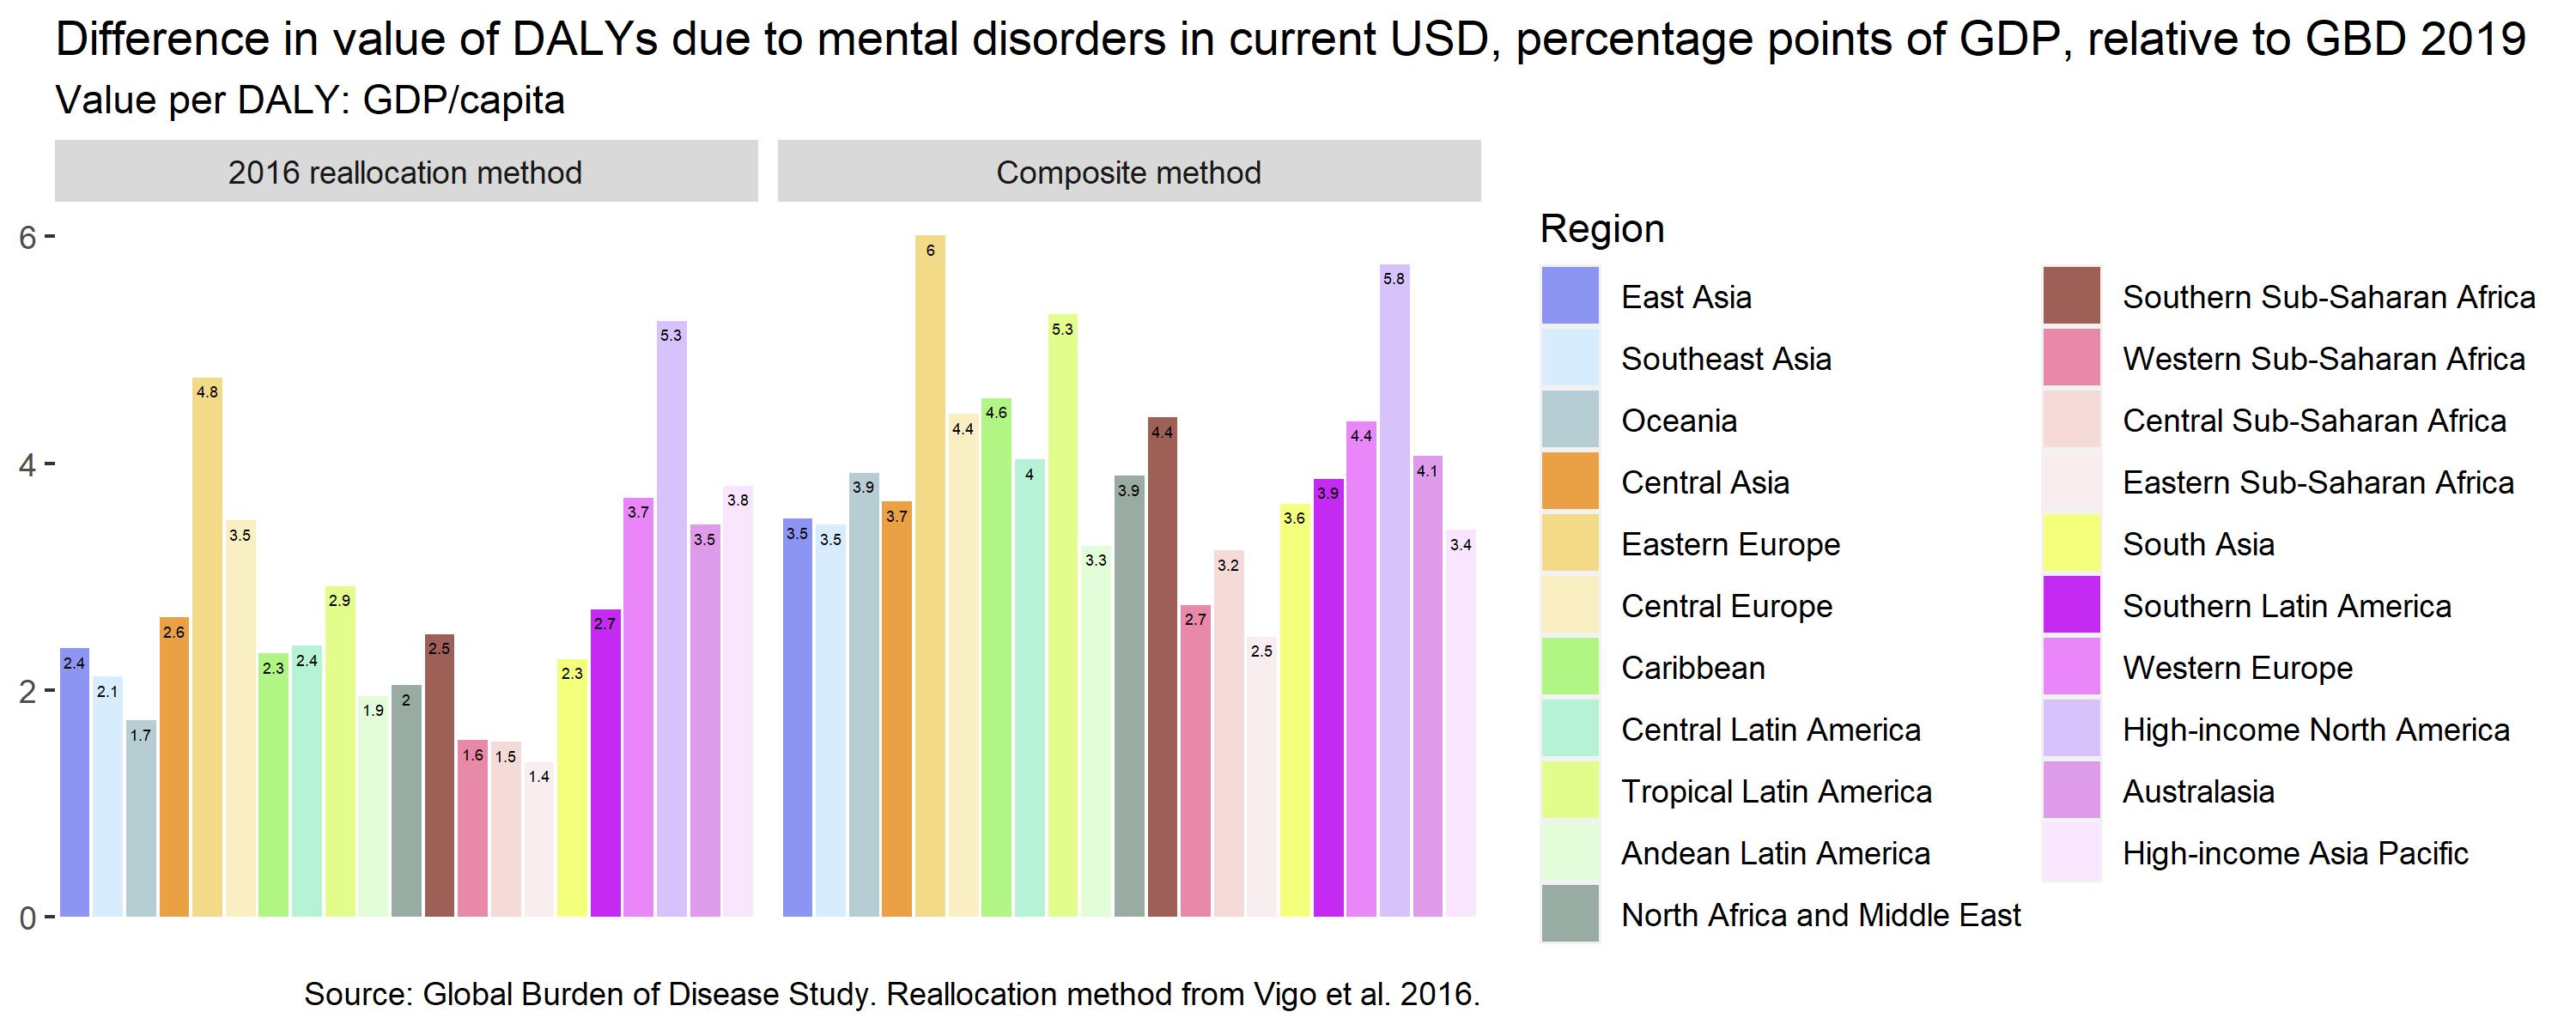 Difference in value of DALYs due to mental disorders in current USD, percentage points of GDP, relative to GBD 2019
Value per DALY: GDP/capita
2016 reallocation method
Composite method
6
4
2
0
2.4
2.1
1.7
2.6
4.8
3.5
2.3
2.4
2.9
1.9
2
2.5
1.6
1.5
1.4
2.3
2.7
3.7
5.3
3.5
3.8
3.5
3.5
3.9
3.7
6
4.4
4.6
4
5.3
3.3
3.9
4.4
2.7
3.2
2.5
3.6
3.9
4.4
5.8
4.1
3.4
Region
East Asia
Southeast Asia
Oceania
Central Asia
Eastern Europe
Central Europe
Caribbean
Central Latin America
Tropical Latin America
Andean Latin America
North Africa and Middle East
Southern Sub-Saharan Africa
Western Sub-Saharan Africa
Central Sub-Saharan Africa
Eastern Sub-Saharan Africa
South Asia
Southern Latin America
Western Europe
High-income North America
Australasia
High-income Asia Pacific
Source: Global Burden of Disease Study. Reallocation method from Vigo et al. 2016.